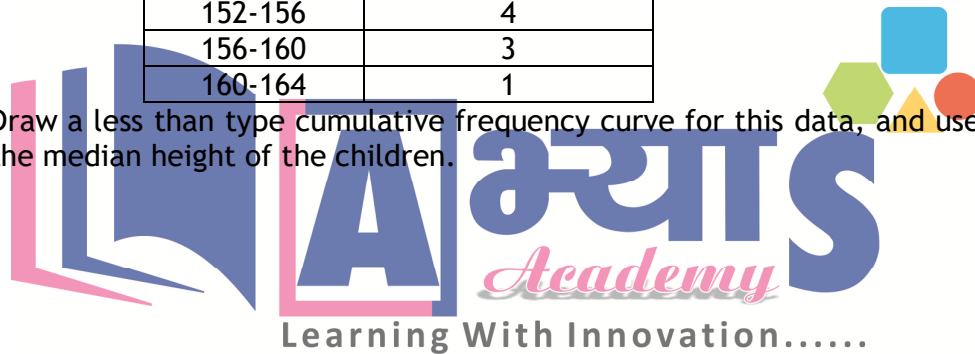 152-156 4
156-160 3
160-164 1
Draw a less than type cumulative frequency curve for this data, and use
the median height of the children.
Aभ्याS
Academy
Learning With Innovation......